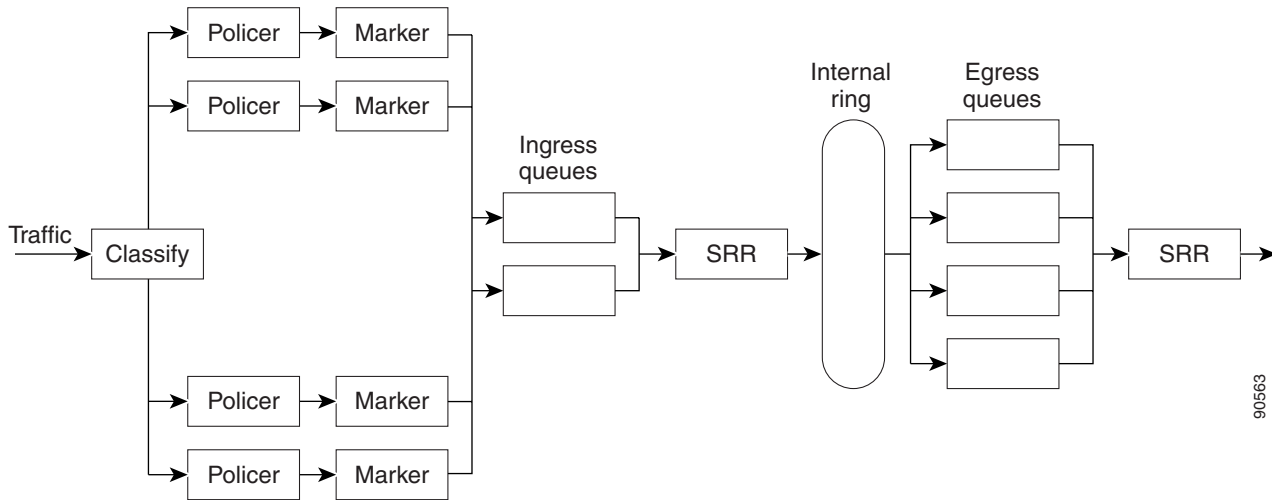 Policer
Marker
Policer
Marker
Internal
ring
Egress
queues
Ingress
queues
Traffic
Classify
SRR
SRR
Policer
Marker
Policer
Marker
90563